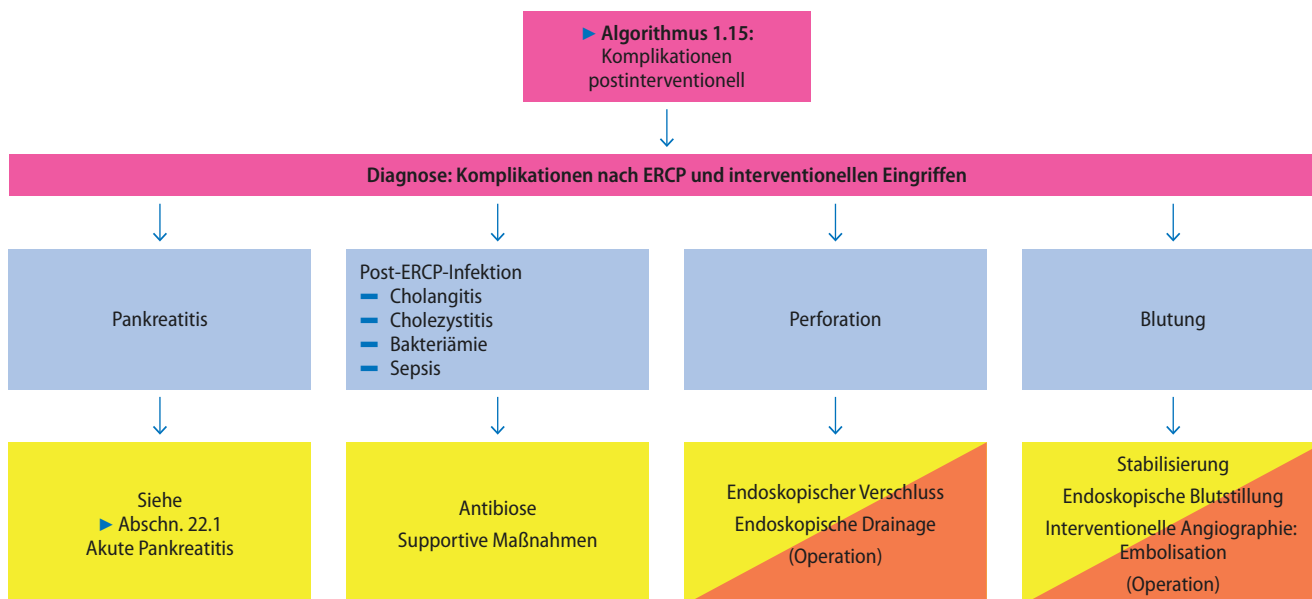 ▶ Algorithmus 1.15:
Komplikationen
postinterventionell
Diagnose: Komplikationen nach ERCP und interventionellen Eingriffen
Pankreatitis
Post-ERCP-Infektion
Cholangitis
Cholezystitis
Bakteriämie
Sepsis
Perforation
Blutung
Siehe
▶ Abschn. 22.1
Akute Pankreatitis
Antibiose
Supportive Maßnahmen
Endoskopischer Verschluss
Endoskopische Drainage
(Operation)
Stabilisierung
Endoskopische Blutstillung
Interventionelle Angiographie:
Embolisation
(Operation)